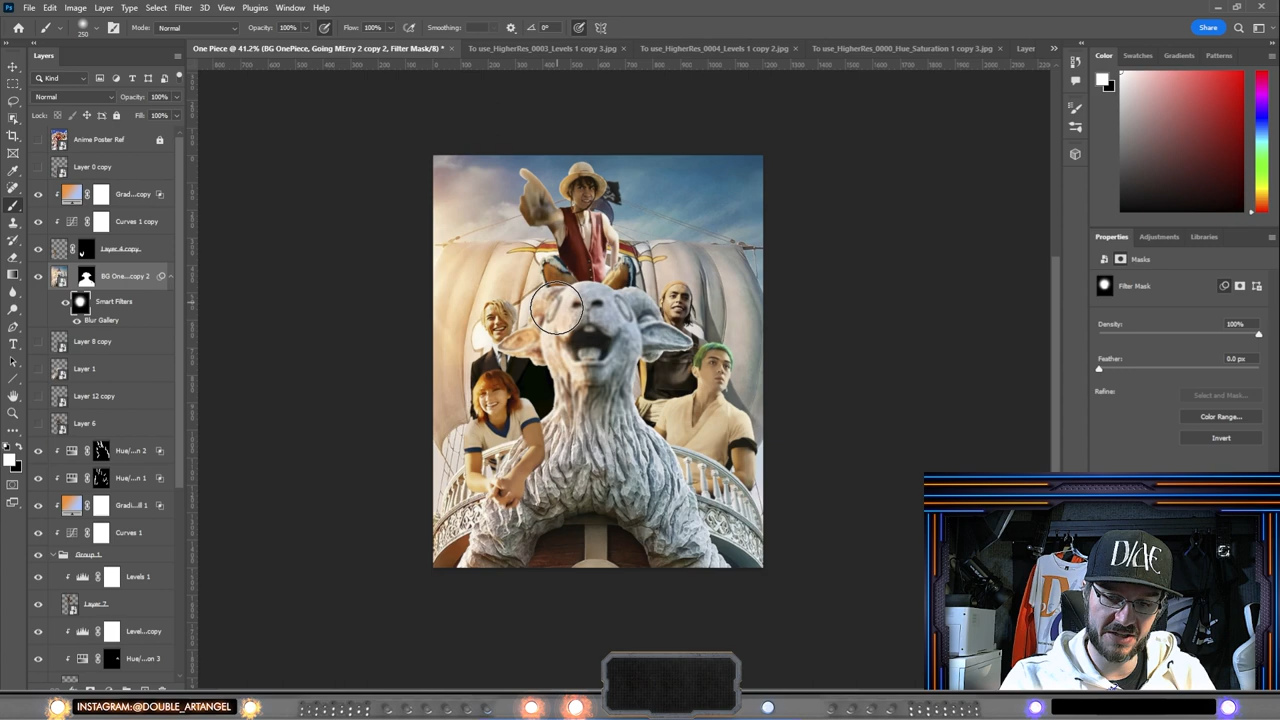 File Edit Image Layer Type Select Filter 3D View Plugins Window Help
250 Mode: Normal Opacity: 100% Flow: 100% Smoothing: 0° Share
Layers
One Piece @ 41.2% (BG OnePiece, Going MErry 2 copy 2, Filter Mask/8) * ×
To use_HigherRes_0003_Levels 1 copy 3.jpg ×
To use_HigherRes_0004_Levels 1 copy 2.jpg ×
To use_HigherRes_0000_Hue_Saturation 1 copy 3.jpg ×
Layer
Kind
Normal Opacity: 100%
Lock: Fill: 100%
Anime Poster Ref
Layer 0 copy
Grad...copy
Curves 1 copy
Layer 4 copy
BG One...copy 2
Smart Filters
Blur Gallery
Layer 8 copy
Layer 1
Layer 12 copy
Layer 6
Hue/...on 2
Hue/...on 1
Gradi...ill 1
Curves 1
Group 1
Levels 1
Layer 7
Level...copy
Hue/...on 3
Color Swatches Gradients Patterns
Properties Adjustments Libraries
Masks
Filter Mask
Density: 100%
Feather: 0.0 px
Refine: Select and Mask...
Color Range...
Invert
INSTAGRAM:@DOUBLE_ARTANGEL